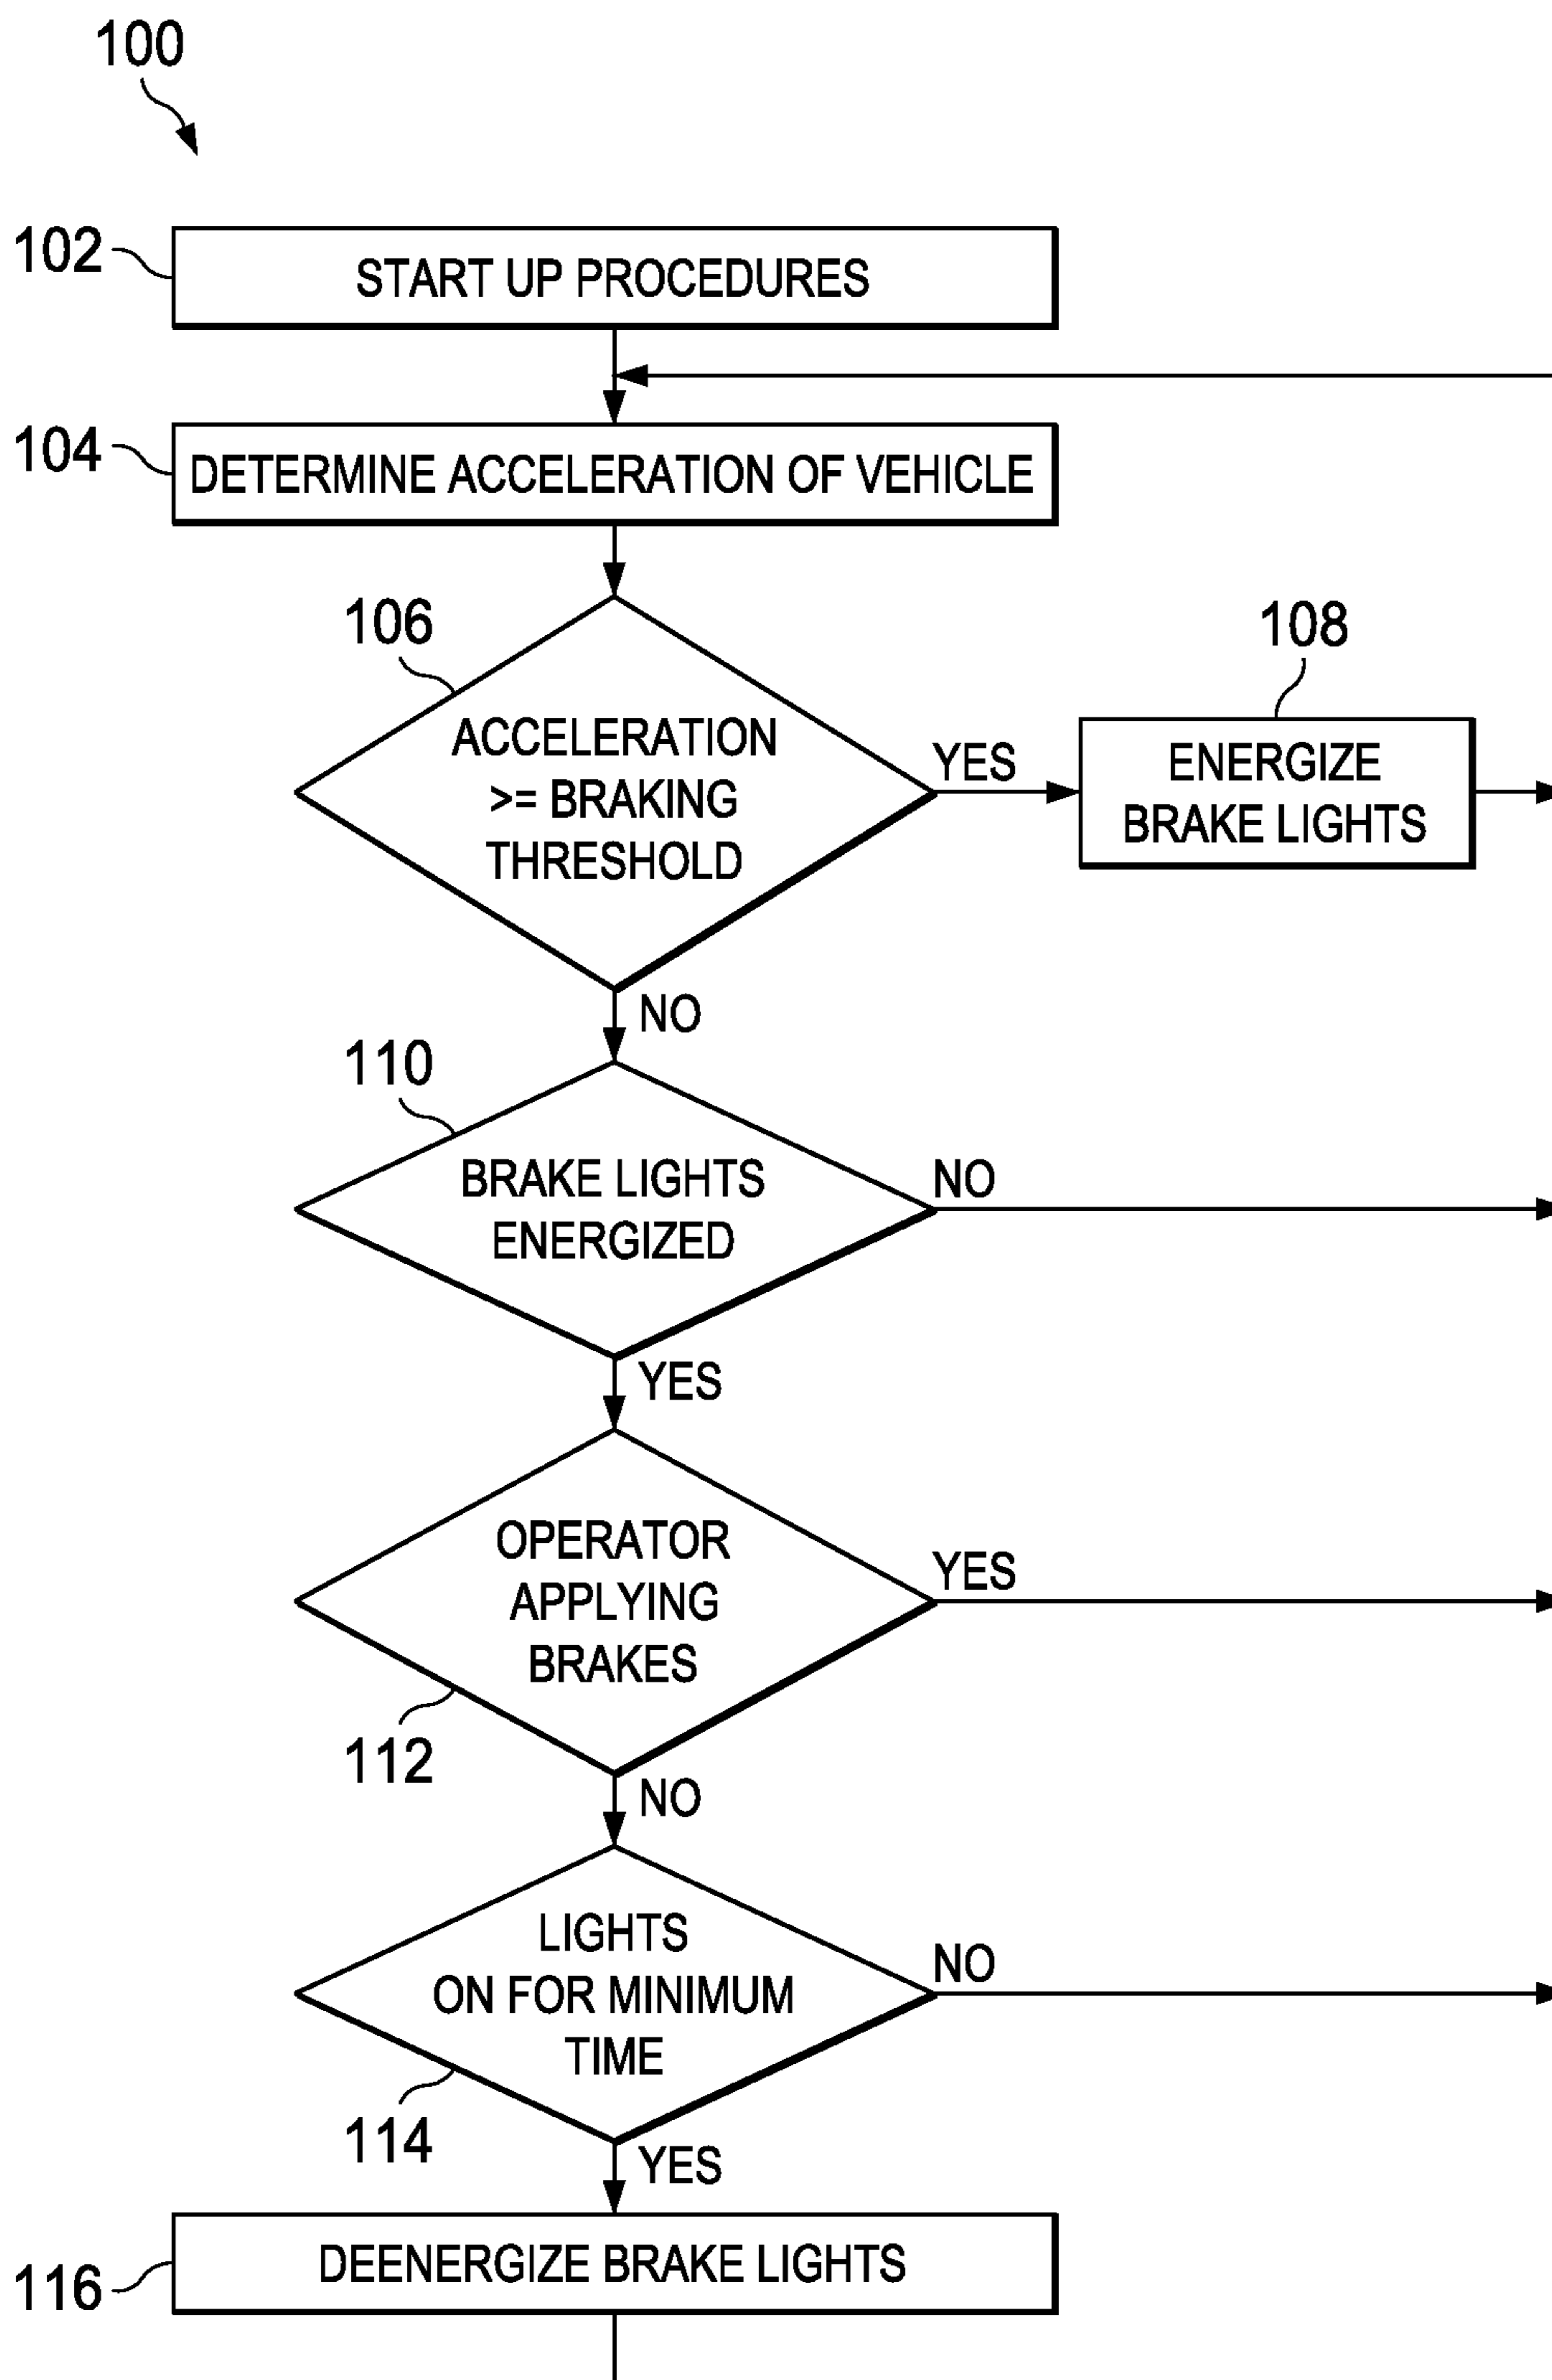 100
102
START UP PROCEDURES
104
DETERMINE ACCELERATION OF VEHICLE
106
ACCELERATION
>= BRAKING
THRESHOLD
YES
108
ENERGIZE
BRAKE LIGHTS
NO
110
BRAKE LIGHTS
ENERGIZED
NO
YES
OPERATOR
APPLYING
BRAKES
YES
112
NO
LIGHTS
ON FOR MINIMUM
TIME
NO
114
YES
116
DEENERGIZE BRAKE LIGHTS